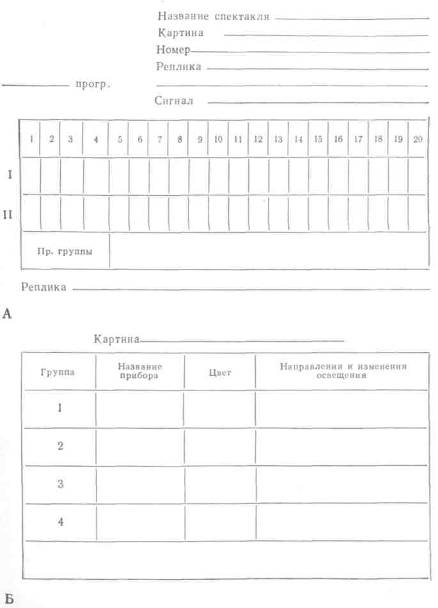 Название спектакля
Картина
Номер
Реплика
прогр.
Сигнал
1 2 3 4 5 6 7 8 9 10 11 12 13 14 15 16 17 18 19 20
I
II
Пр. группы
Реплика
А
Картина
Группа Название прибора Цвет Направления и изменения освещения
1
2
3
4
Б